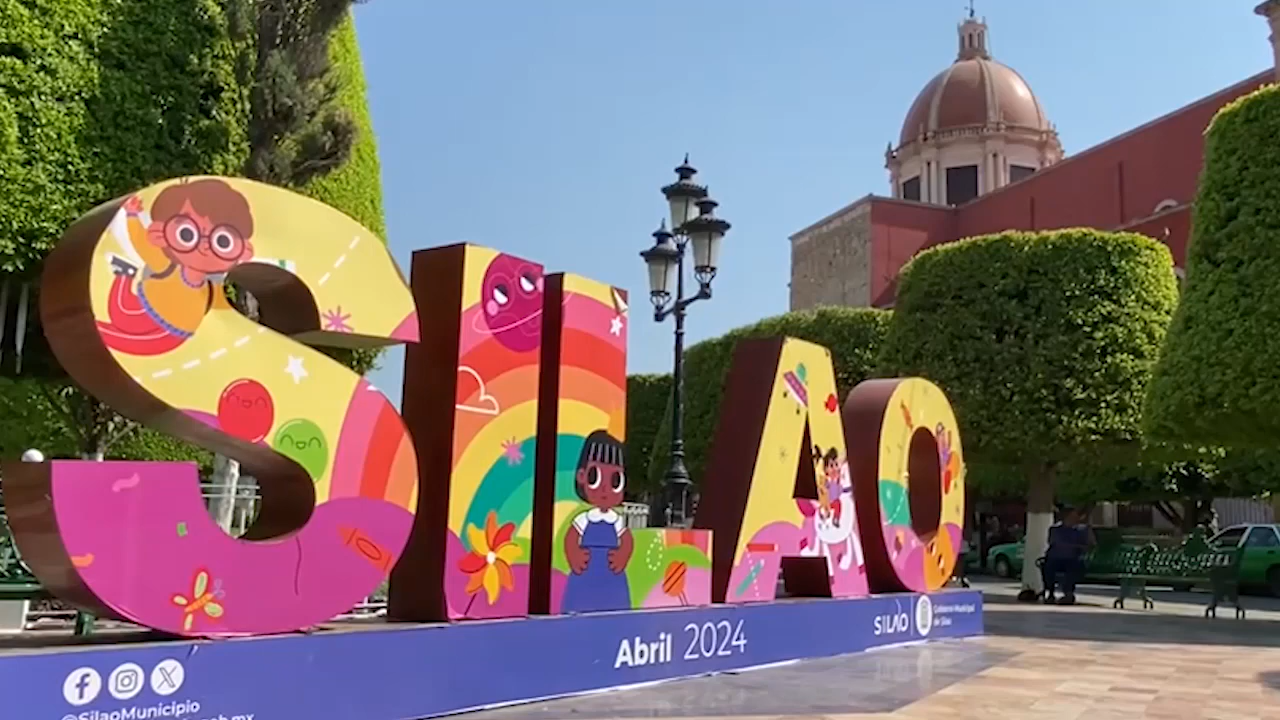 SILAO
Abril 2024
SILAO
Gobierno Municipal
de Silao
@SilaoMunicipio